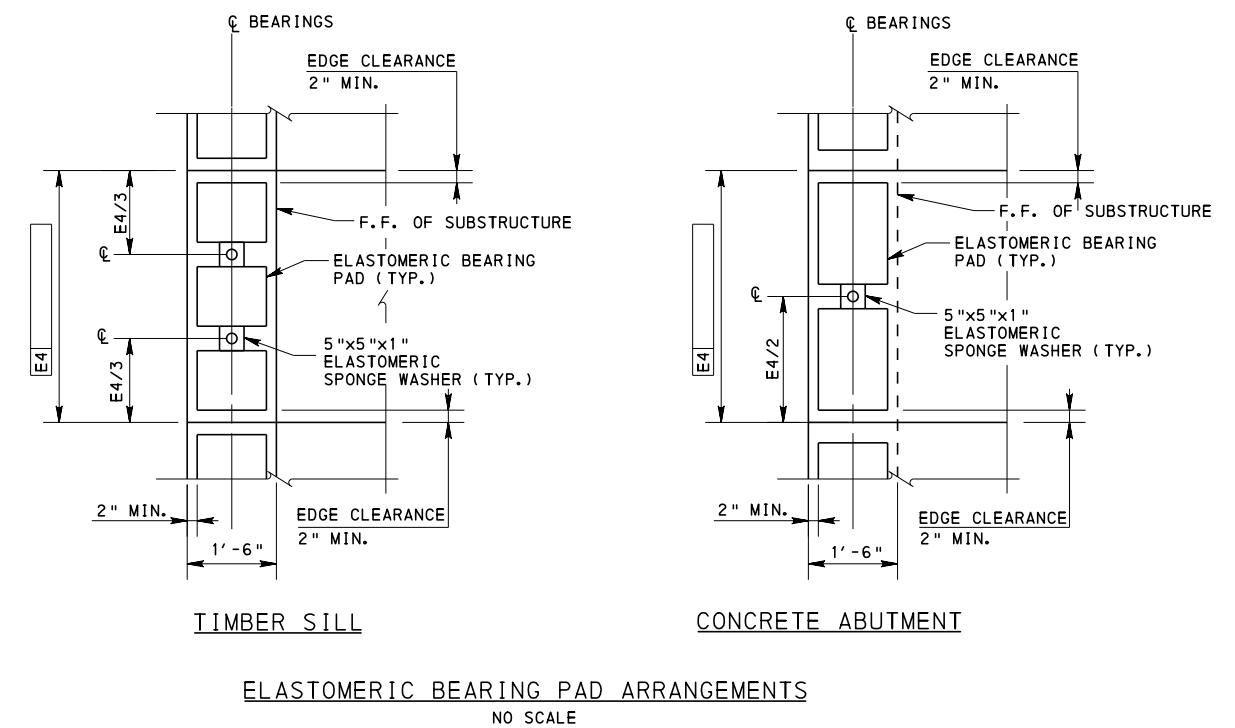 ℄ BEARINGS
EDGE CLEARANCE
2" MIN.
E4/3
F.F. OF SUBSTRUCTURE
℄
ELASTOMERIC BEARING
PAD (TYP.)
℄
E4
E4/3
5"x5"x1"
ELASTOMERIC
SPONGE WASHER (TYP.)
2" MIN.
EDGE CLEARANCE
2" MIN.
1'-6"
TIMBER SILL
℄ BEARINGS
EDGE CLEARANCE
2" MIN.
F.F. OF SUBSTRUCTURE
ELASTOMERIC BEARING
PAD (TYP.)
℄
5"x5"x1"
ELASTOMERIC
SPONGE WASHER (TYP.)
E4
E4/2
2" MIN.
EDGE CLEARANCE
2" MIN.
1'-6"
CONCRETE ABUTMENT
ELASTOMERIC BEARING PAD ARRANGEMENTS
NO SCALE